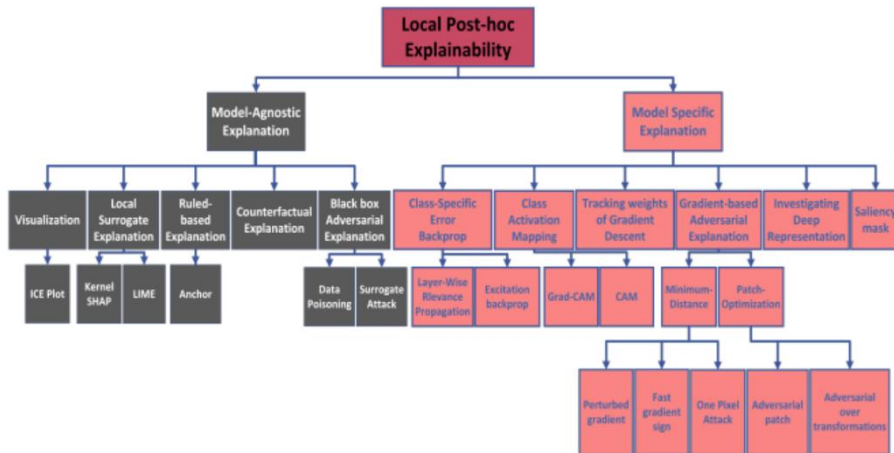 Local Post-hoc
Explainability
Model-Agnostic
Explanation
Model Specific
Explanation
Visualization
Local
Surrogate
Explanation
Ruled-
based
Explanation
Counterfactual
Explanation
Black box
Adversarial
Explanation
Class-Specific
Error
Backprop
Class
Activation
Mapping
Tracking weights
of Gradient
Descent
Gradient-based
Adversarial
Explanation
Investigating
Deep
Representation
Saliency
mask
ICE Plot
Kernel
SHAP
LIME
Anchor
Data
Poisoning
Surrogate
Attack
Layer-Wise
Rlevance
Propagation
Excitation
backprop
Grad-CAM
CAM
Minimum-
Distance
Patch-
Optimization
Perturbed
gradient
Fast
gradient
sign
One Pixel
Attack
Adversarial
patch
Adversarial
over
transformations